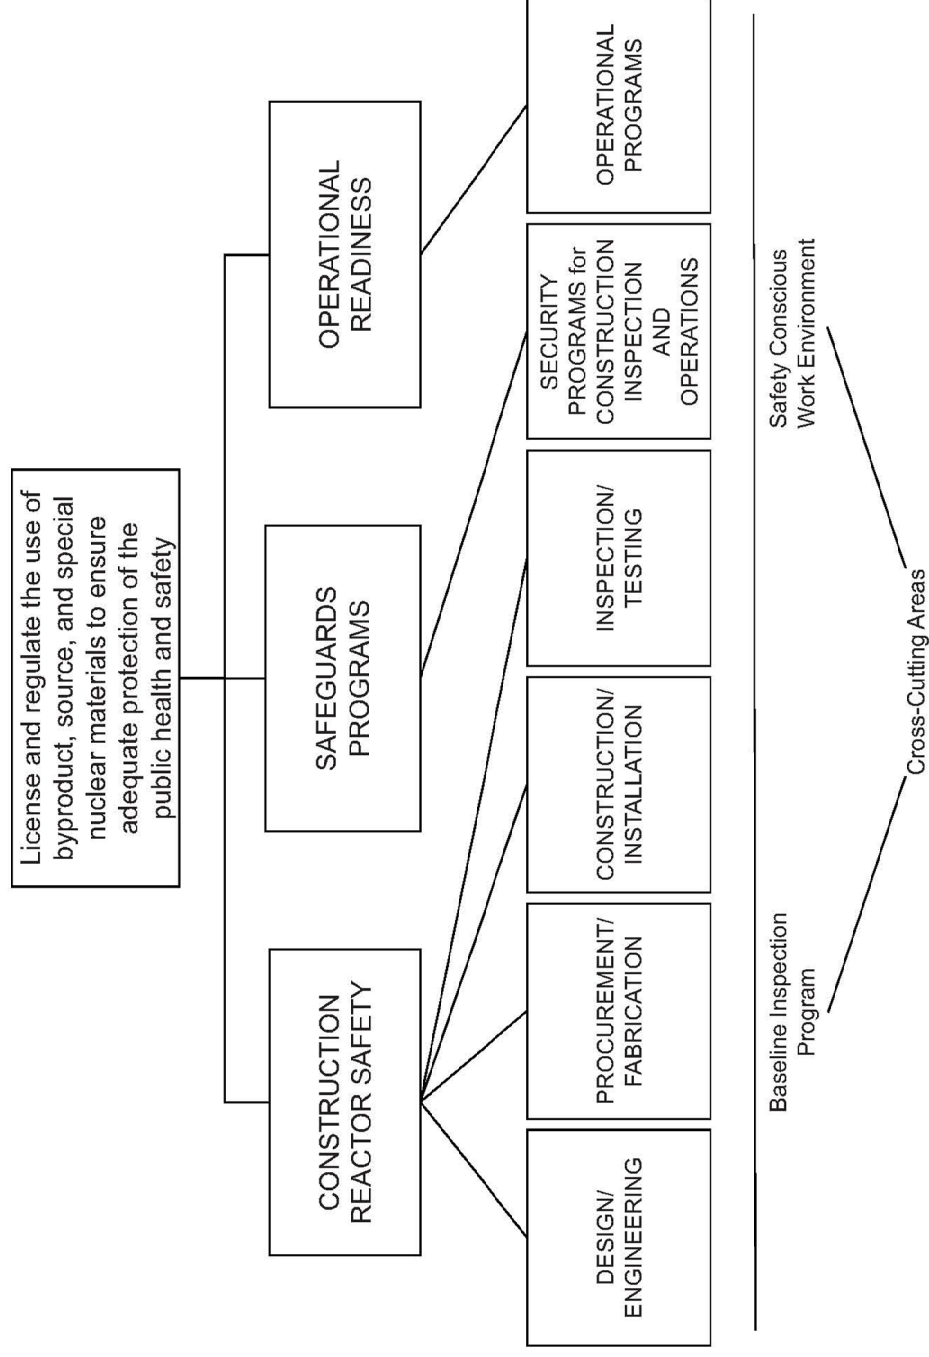 License and regulate the use of
byproduct, source, and special
nuclear materials to ensure
adequate protection of the
public health and safety
CONSTRUCTION
REACTOR SAFETY
SAFEGUARDS
PROGRAMS
OPERATIONAL
READINESS
DESIGN/
ENGINEERING
PROCUREMENT/
FABRICATION
CONSTRUCTION/
INSTALLATION
INSPECTION/
TESTING
SECURITY
PROGRAMS for
CONSTRUCTION
INSPECTION
AND
OPERATIONS
OPERATIONAL
PROGRAMS
Baseline Inspection
Program
Safety Conscious
Work Environment
Cross-Cutting Areas